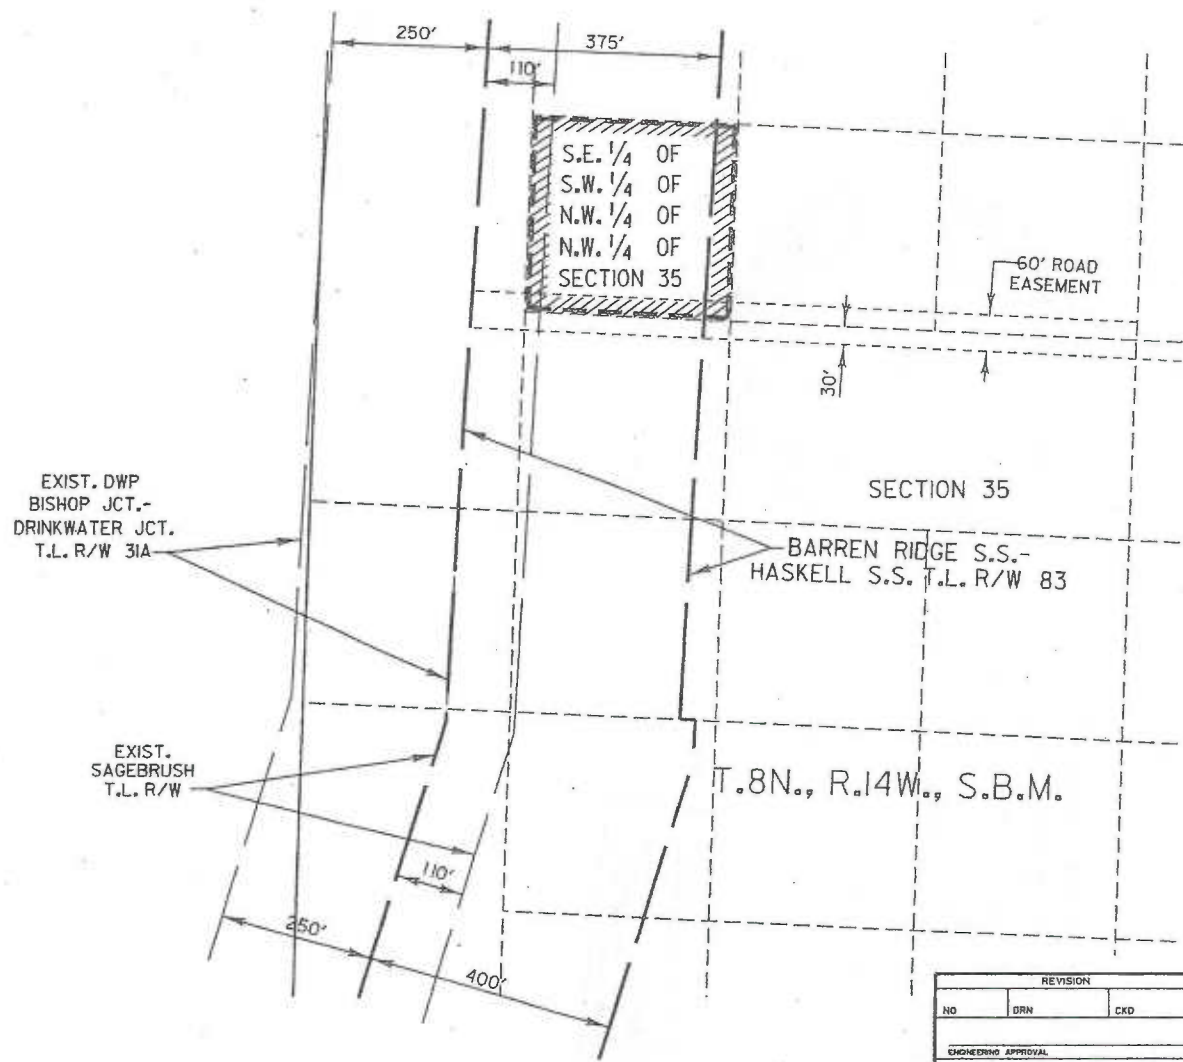 250'
375'
110'
S.E. 1/4 OF
S.W. 1/4 OF
N.W. 1/4 OF
N.W. 1/4 OF
SECTION 35
60' ROAD
EASEMENT
30'
EXIST. DWP
BISHOP JCT.-
DRINKWATER JCT.
T.L. R/W 31A
SECTION 35
BARREN RIDGE S.S.-
HASKELL S.S. T.L. R/W 83
EXIST.
SAGEBRUSH
T.L. R/W
T.8N., R.14W., S.B.M.
110'
250'
400'
REVISION
NO DRN CKD
ENGINEERING APPROVAL